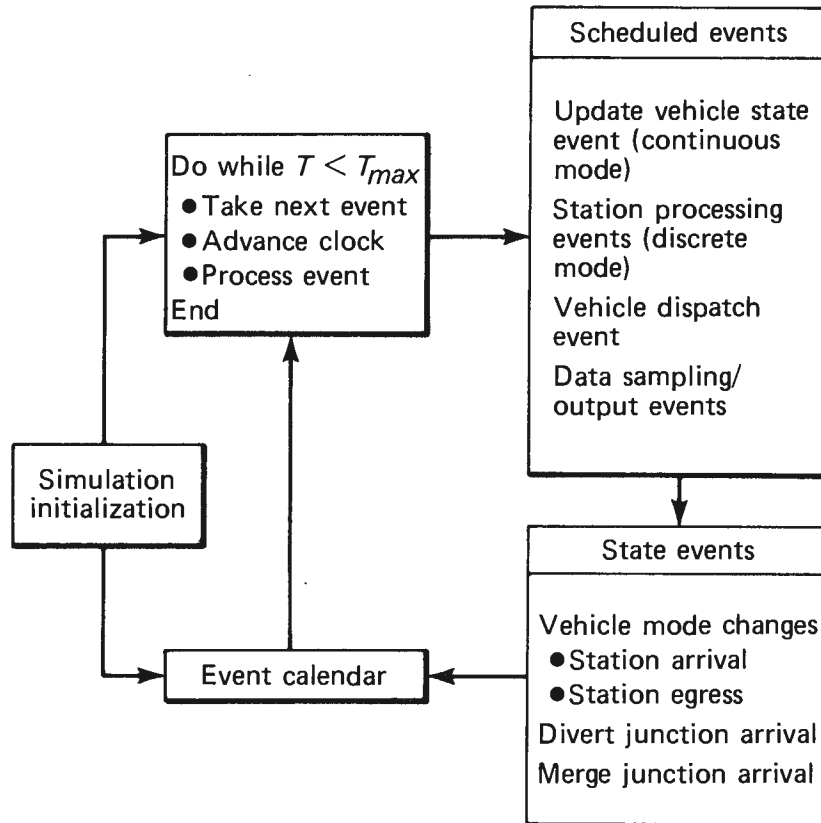 Scheduled events
Update vehicle state
event (continuous
mode)
Station processing
events (discrete
mode)
Vehicle dispatch
event
Data sampling/
output events
Do while T < Tmax
●Take next event
●Advance clock
●Process event
End
Simulation
initialization
State events
Vehicle mode changes
●Station arrival
●Station egress
Divert junction arrival
Merge junction arrival
Event calendar